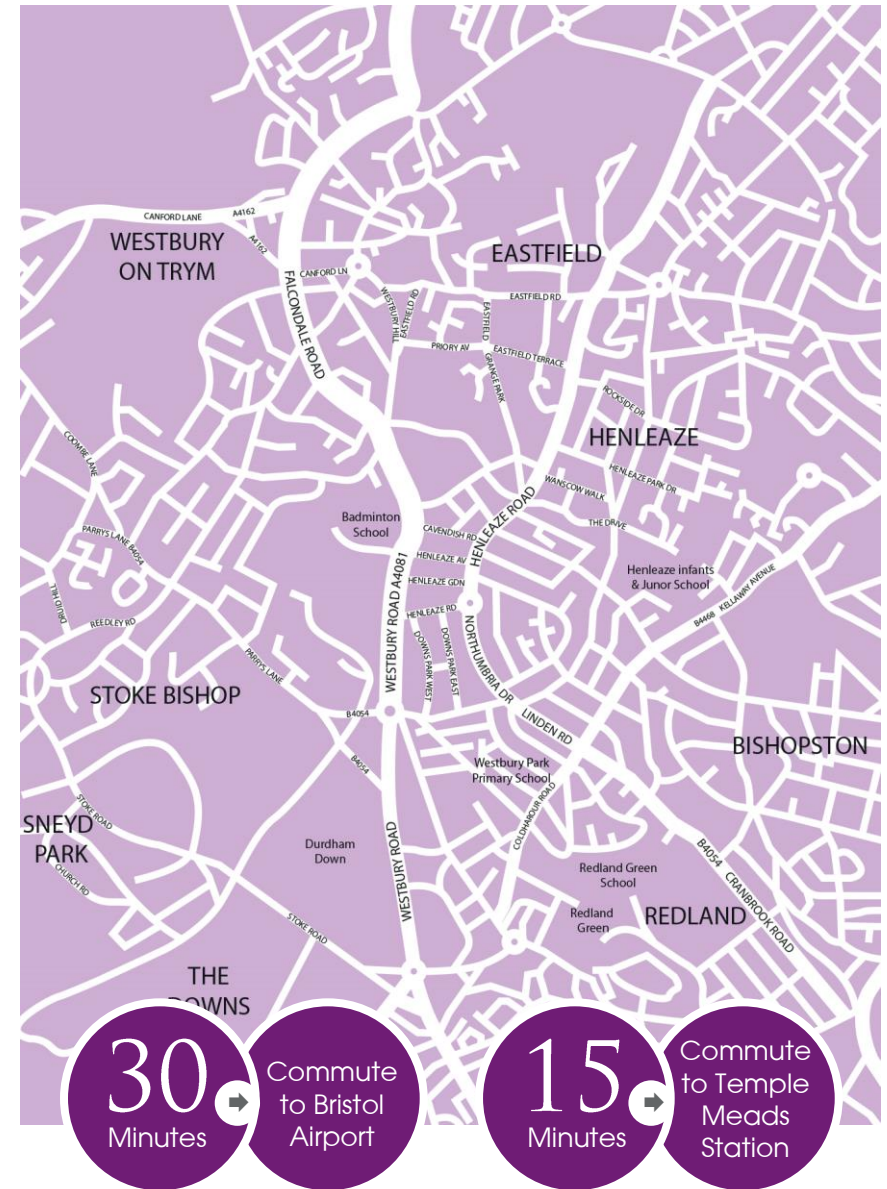 CANFORD LANE
A4162
A4162
WESTBURY
ON TRYM
CANFORD LN
EASTFIELD
FALCONDALE ROAD
WESTBURY HILL
EASTFIELD RD
EASTFIELD RD
EASTFIELD
PRIORY AV
EASTFIELD TERRACE
GRANGE PARK
ROCKSIDE DR
HENLEAZE
COOMBE LANE
HENLEAZE PARK DR
WANSCOW WALK
HENLEAZE ROAD
Badminton
School
CAVENDISH RD
THE DRIVE
PARRYS LANE B4054
HENLEAZE AV
Henleaze infants
& Junor School
WESTBURY ROAD A4081
HENLEAZE GDN
B4468 KELLAWAY AVENUE
DRUID HILL
REEDLEY RD
HENLEAZE RD
NORTHUMBRIA DR
DOWNS PARK WEST
DOWNS PARK EAST
PARRYS LANE
STOKE BISHOP
B4054
LINDEN RD
B4054
BISHOPSTON
Westbury Park
Primary School
STOKE ROAD
COLDHABOUR ROAD
SNEYD
PARK
Durdham
Down
WESTBURY ROAD
B4054 CRANBROOK ROAD
CHURCH RD
Redland Green
School
STOKE ROAD
Redland
Green
REDLAND
THE
DOWNS
30
Minutes
Commute
to Bristol
Airport
15
Minutes
Commute
to Temple
Meads
Station